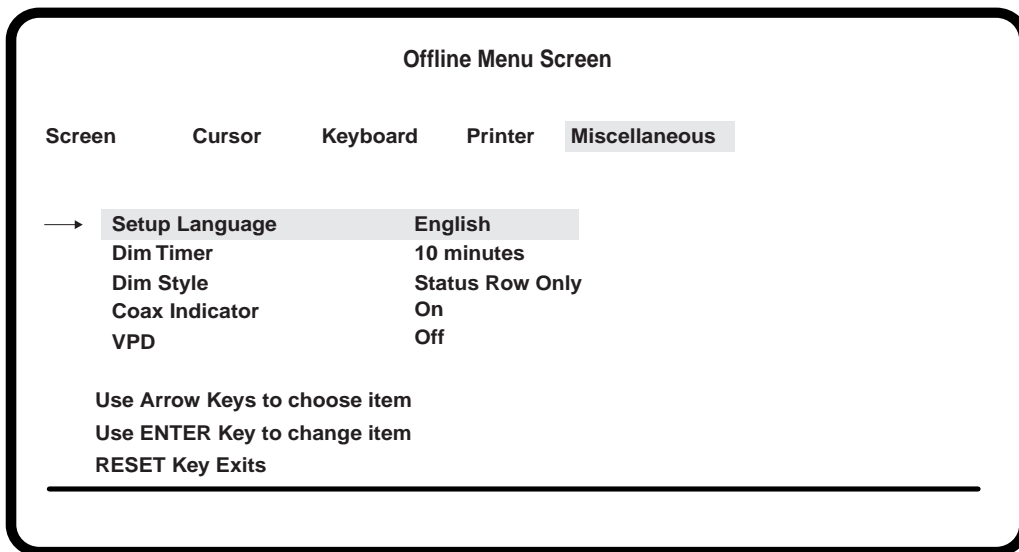 Offline Menu Screen
Screen Cursor Keyboard Printer Miscellaneous
Setup Language English
Dim Timer 10 minutes
Dim Style Status Row Only
Coax Indicator On
VPD Off
Use Arrow Keys to choose item
Use ENTER Key to change item
RESET Key Exits